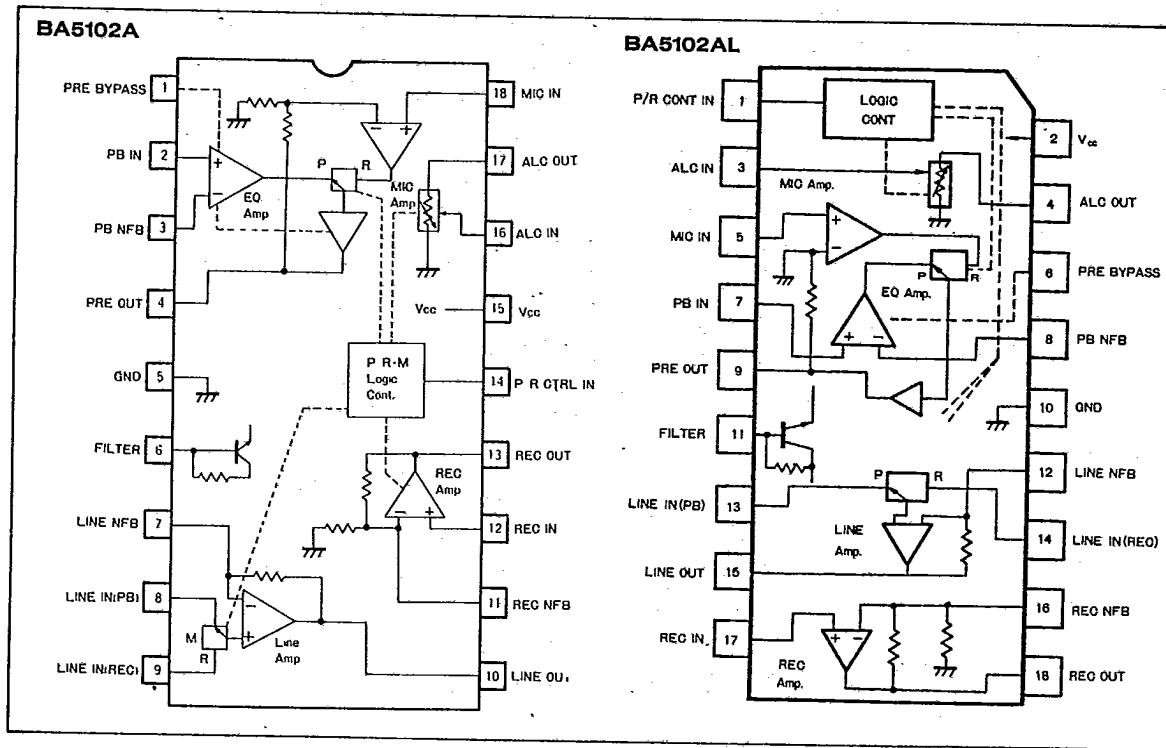 BA5102A
PRE BYPASS 1
18 MIC IN
PB IN 2
17 ALC OUT
P R
EQ Amp
MIC Amp
PB NFB 3
16 ALC IN
PRE OUT 4
Vcc 15 Vcc
GND 5
P R-M Logic Cont.
14 P R CTRL IN
FILTER 6
13 REC OUT
REC Amp
LINE NFB 7
12 REC IN
LINE IN(PB) 8
11 REC NFB
M
R
Line Amp
LINE IN(REC) 9
10 LINE OUT
BA5102AL
P/R CONT IN 1
LOGIC CONT
2 Vcc
ALC IN 3
MIC Amp.
4 ALC OUT
MIC IN 5
P R
6 PRE BYPASS
EQ Amp.
PB IN 7
8 PB NFB
PRE OUT 9
10 GND
FILTER 11
12 LINE NFB
P R
LINE IN(PB) 13
14 LINE IN(REC)
LINE Amp.
LINE OUT 15
16 REC NFB
REC IN 17
REC Amp.
18 REC OUT